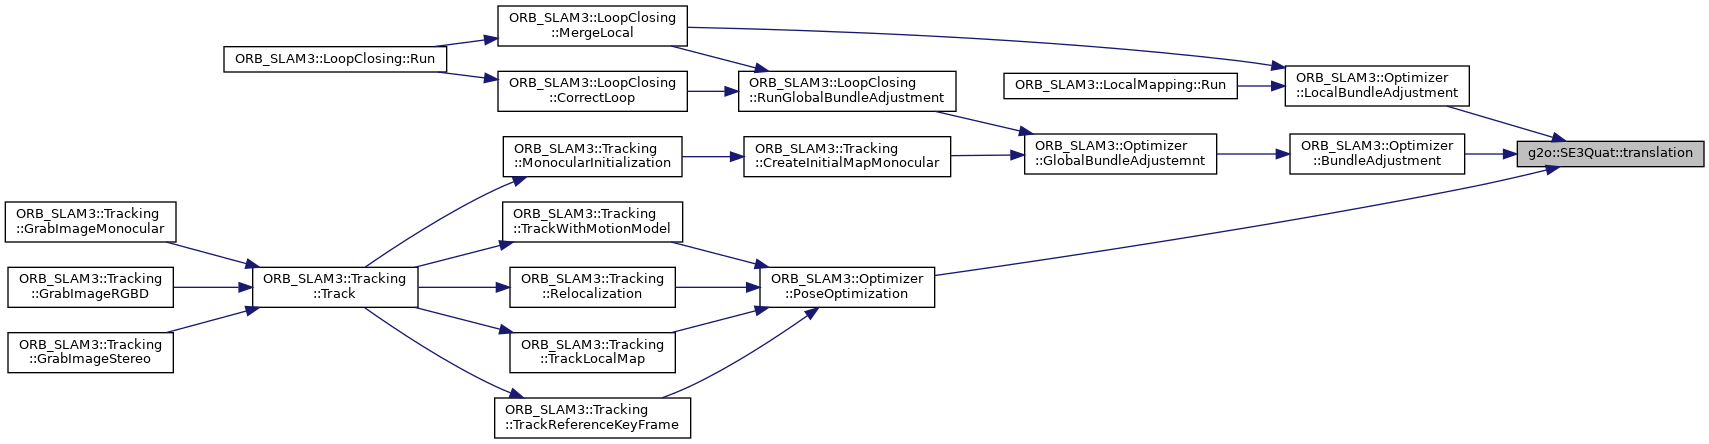 ORB_SLAM3::LoopClosing
::MergeLocal
ORB_SLAM3::LoopClosing::Run
ORB_SLAM3::LoopClosing
::CorrectLoop
ORB_SLAM3::LoopClosing
::RunGlobalBundleAdjustment
ORB_SLAM3::LocalMapping::Run
ORB_SLAM3::Optimizer
::LocalBundleAdjustment
ORB_SLAM3::Tracking
::MonocularInitialization
ORB_SLAM3::Tracking
::CreateInitialMapMonocular
ORB_SLAM3::Optimizer
::GlobalBundleAdjustemnt
ORB_SLAM3::Optimizer
::BundleAdjustment
g2o::SE3Quat::translation
ORB_SLAM3::Tracking
::GrabImageMonocular
ORB_SLAM3::Tracking
::TrackWithMotionModel
ORB_SLAM3::Tracking
::GrabImageRGBD
ORB_SLAM3::Tracking
::Track
ORB_SLAM3::Tracking
::Relocalization
ORB_SLAM3::Optimizer
::PoseOptimization
ORB_SLAM3::Tracking
::GrabImageStereo
ORB_SLAM3::Tracking
::TrackLocalMap
ORB_SLAM3::Tracking
::TrackReferenceKeyFrame